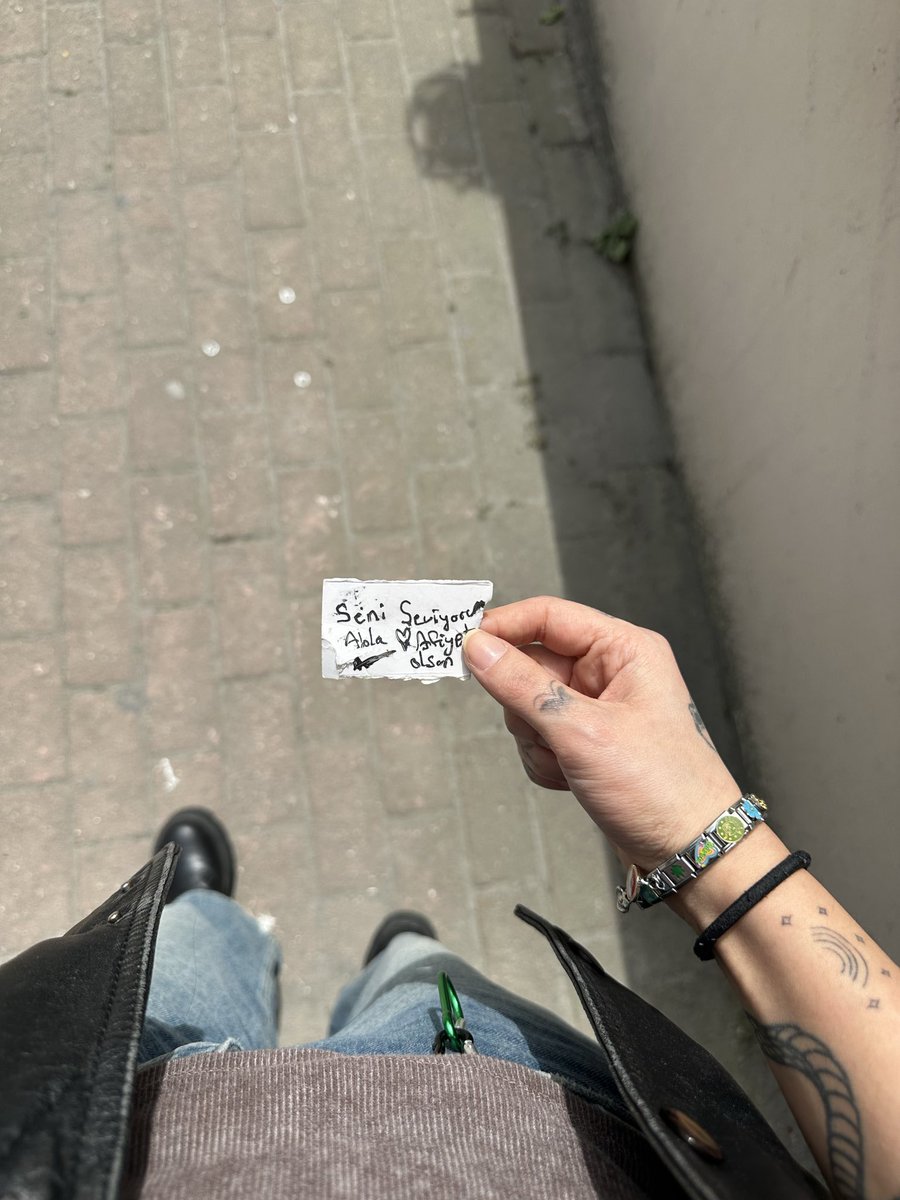 Seni Seviyorum
Abla ♡ Afiyet
olsun